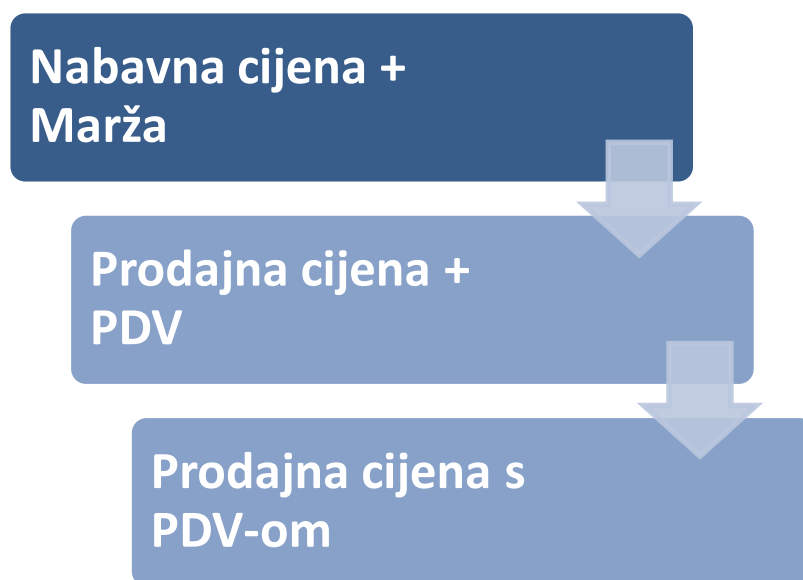 Nabavna cijena +
Marža
Prodajna cijena +
PDV
Prodajna cijena s
PDV-om